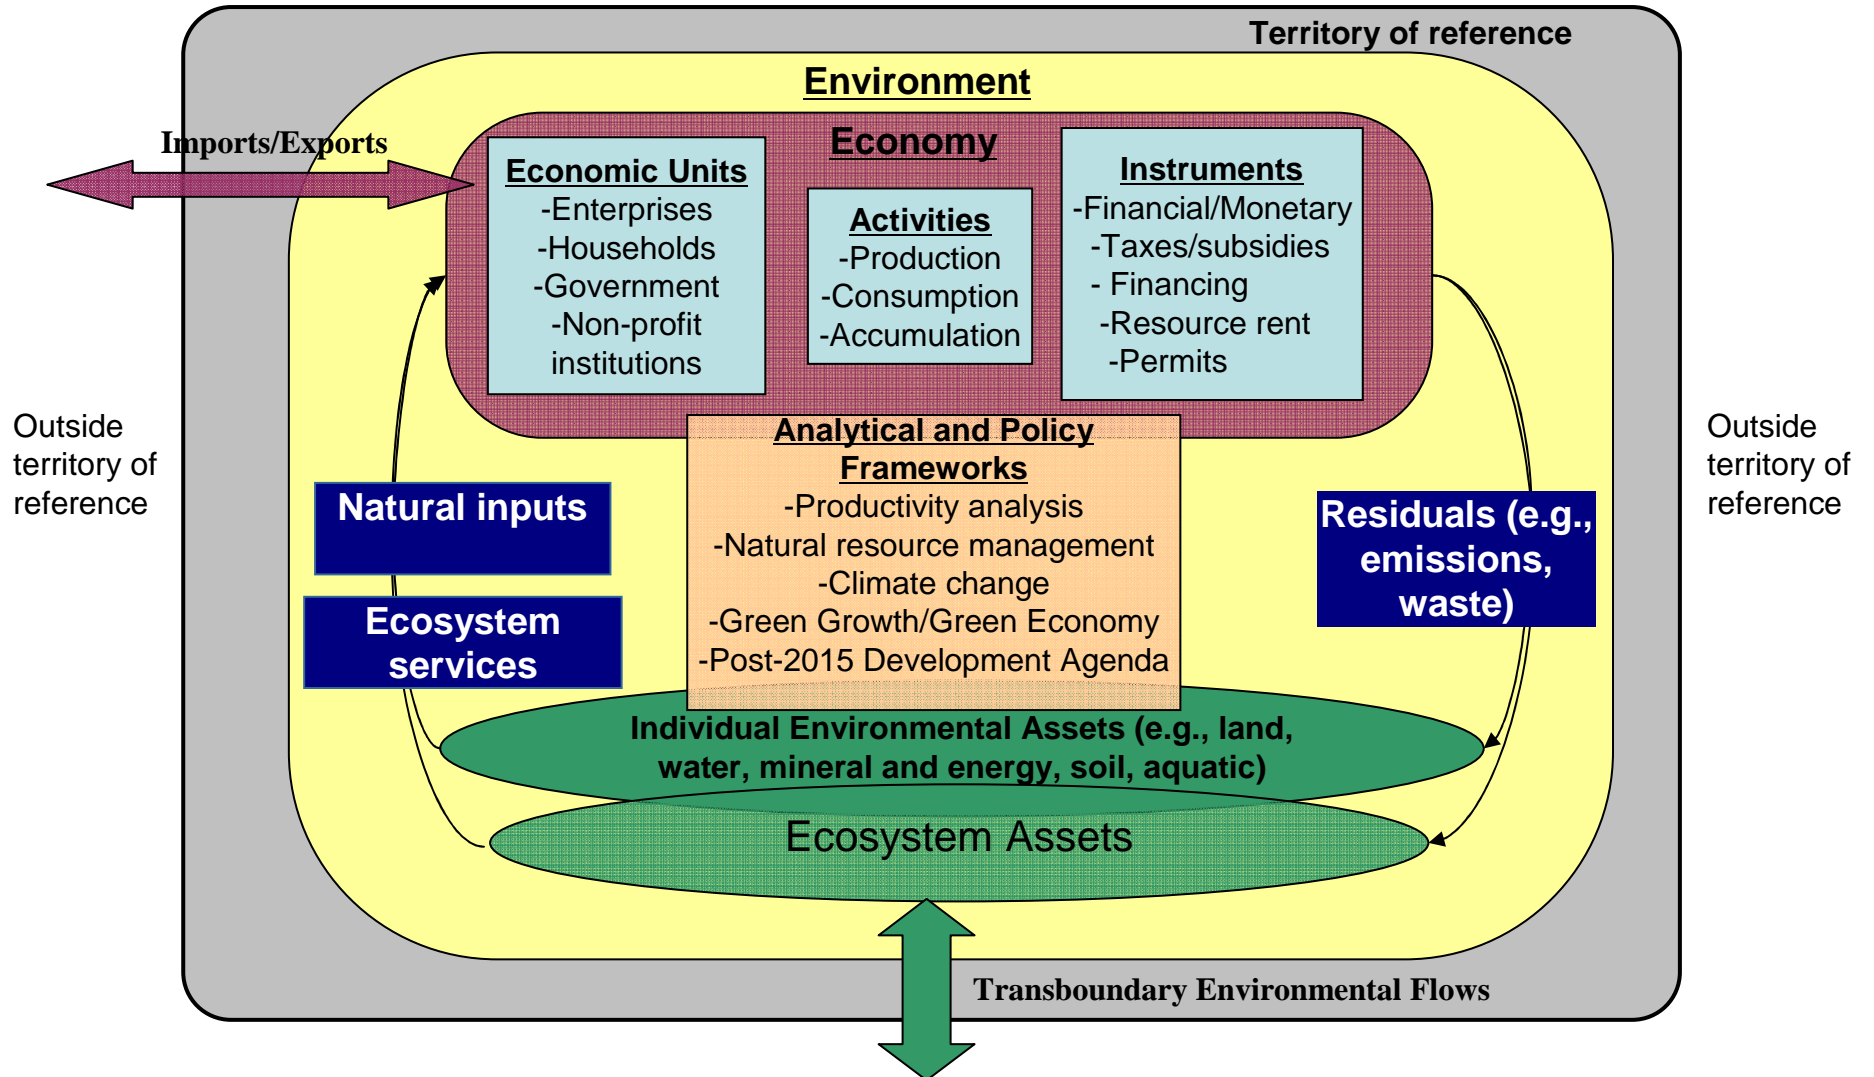 Territory of reference
Environment
Imports/Exports
Economy
Economic Units
-Enterprises
-Households
-Government
-Non-profit
institutions
Activities
-Production
-Consumption
-Accumulation
Instruments
-Financial/Monetary
-Taxes/subsidies
- Financing
-Resource rent
-Permits
Outside
territory of
reference
Analytical and Policy
Frameworks
-Productivity analysis
-Natural resource management
-Climate change
-Green Growth/Green Economy
-Post-2015 Development Agenda
Outside
territory of
reference
Natural inputs
Ecosystem
services
Residuals (e.g.,
emissions,
waste)
Individual Environmental Assets (e.g., land,
water, mineral and energy, soil, aquatic)
Ecosystem Assets
Transboundary Environmental Flows